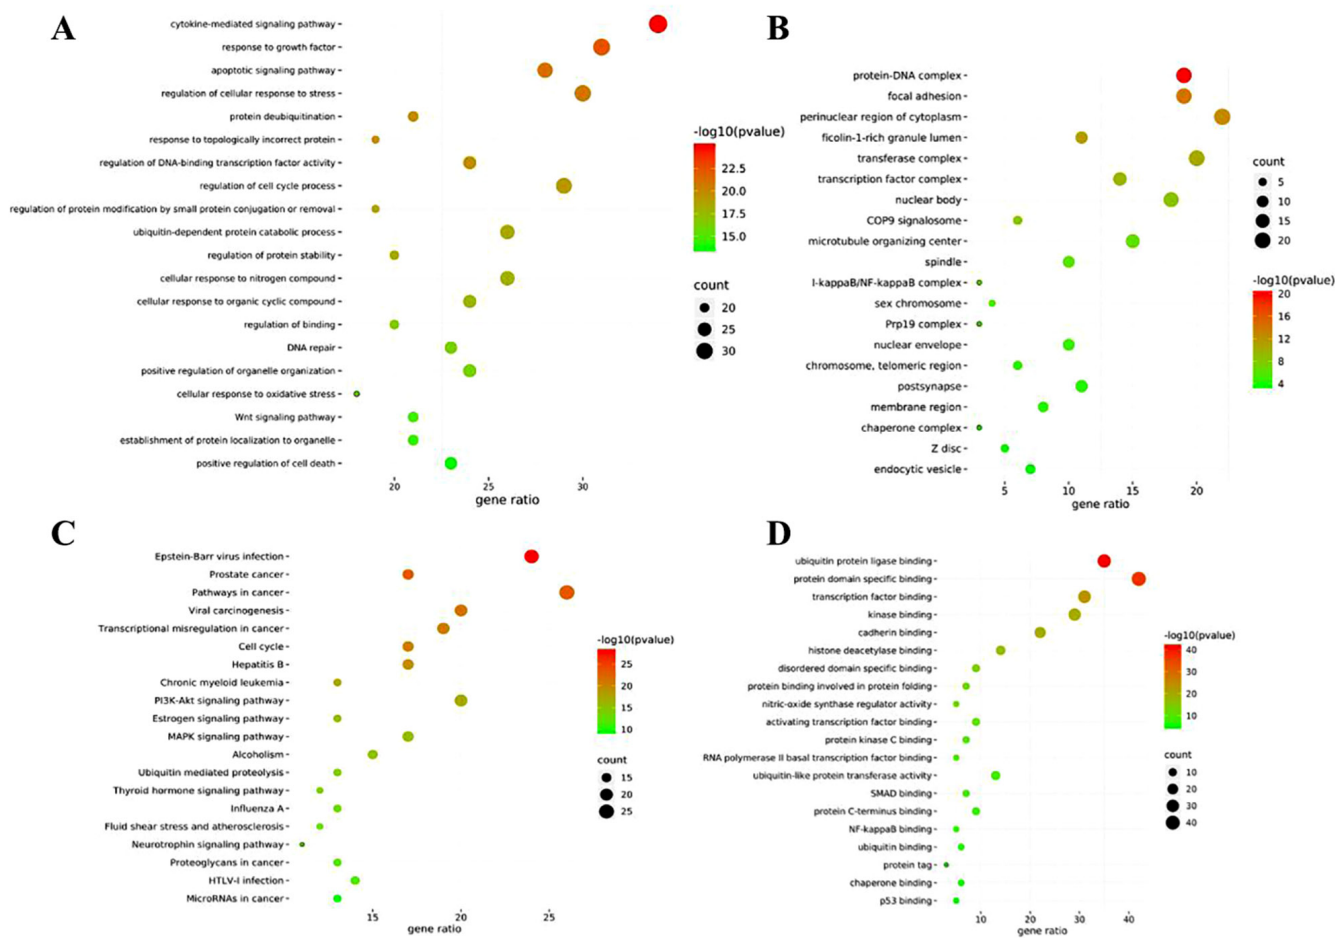 A
cytokine-mediated signaling pathway
response to growth factor
apoptotic signaling pathway
regulation of cellular response to stress
protein deubiquitination
response to topologically incorrect protein
regulation of DNA-binding transcription factor activity
regulation of cell cycle process
regulation of protein modification by small protein conjugation or removal
ubiquitin-dependent protein catabolic process
regulation of protein stability
cellular response to nitrogen compound
cellular response to organic cyclic compound
regulation of binding
DNA repair
positive regulation of organelle organization
cellular response to oxidative stress
Wnt signaling pathway
establishment of protein localization to organelle
positive regulation of cell death
20 25 30
gene ratio
-log10(pvalue)
22.5
20.0
17.5
15.0
count
20
25
30
B
protein-DNA complex
focal adhesion
perinuclear region of cytoplasm
ficolin-1-rich granule lumen
transferase complex
transcription factor complex
nuclear body
COP9 signalosome
microtubule organizing center
spindle
I-kappaB/NF-kappaB complex
sex chromosome
Prp19 complex
nuclear envelope
chromosome, telomeric region
postsynapse
membrane region
chaperone complex
Z disc
endocytic vesicle
5 10 15 20
gene ratio
count
5
10
15
20
-log10(pvalue)
20
16
12
8
4
C
Epstein-Barr virus infection
Prostate cancer
Pathways in cancer
Viral carcinogenesis
Transcriptional misregulation in cancer
Cell cycle
Hepatitis B
Chronic myeloid leukemia
PI3K-Akt signaling pathway
Estrogen signaling pathway
MAPK signaling pathway
Alcoholism
Ubiquitin mediated proteolysis
Thyroid hormone signaling pathway
Influenza A
Fluid shear stress and atherosclerosis
Neurotrophin signaling pathway
Proteoglycans in cancer
HTLV-I infection
MicroRNAs in cancer
15 20 25
gene ratio
-log10(pvalue)
25
20
15
10
count
15
20
25
D
ubiquitin protein ligase binding
protein domain specific binding
transcription factor binding
kinase binding
cadherin binding
histone deacetylase binding
disordered domain specific binding
protein binding involved in protein folding
nitric-oxide synthase regulator activity
activating transcription factor binding
protein kinase C binding
RNA polymerase II basal transcription factor binding
ubiquitin-like protein transferase activity
SMAD binding
protein C-terminus binding
NF-kappaB binding
ubiquitin binding
protein tag
chaperone binding
p53 binding
10 20 30 40
gene ratio
-log10(pvalue)
40
30
20
10
count
10
20
30
40